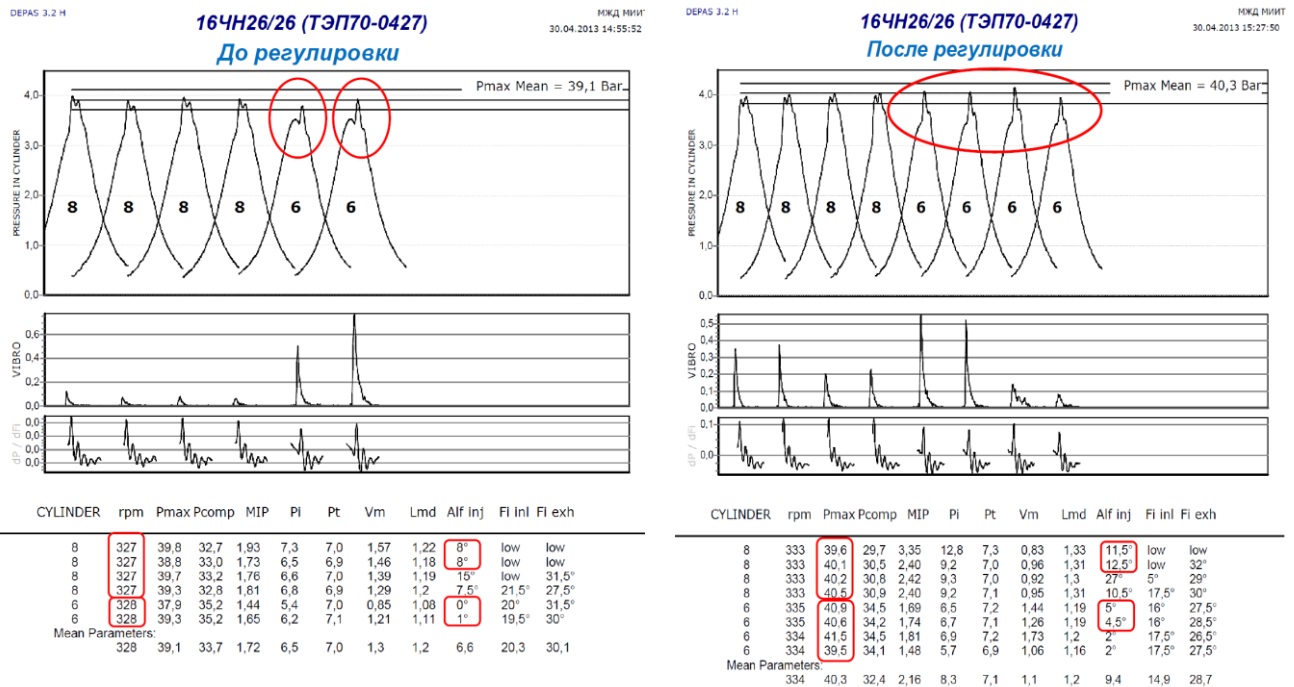 DEPAS 3.2 H
16ЧН26/26 (ТЭП70-0427)
МЖД МИИТ
30.04.2013 14:55:52
До регулировки
Pmax Mean = 39,1 Bar
4,0
3,0
2,0
1,0
0,0
PRESSURE IN CYLINDER
8 8 8 8 6 6
0,6
0,4
0,2
0,0
VIBRO
0,0
0,0
0,0
0,0
dP / dFi
CYLINDER rpm Pmax Pcomp MIP Pi Pt Vm Lmd Alf inj Fi inl Fi exh
8 327 39,8 32,7 1,93 7,3 7,0 1,57 1,22 8° low low
8 327 38,8 33,0 1,73 6,5 6,9 1,46 1,18 8° low low
8 327 39,7 33,2 1,76 6,6 7,0 1,39 1,19 15° low 31,5°
8 327 39,3 32,8 1,81 6,8 6,9 1,29 1,2 7,5° 21,5° 27,5°
6 328 37,9 35,2 1,44 5,4 7,0 0,85 1,08 0° 20° 31,5°
6 328 39,3 35,2 1,65 6,2 7,1 1,21 1,11 1° 19,5° 30°
Mean Parameters:
328 39,1 33,7 1,72 6,5 7,0 1,3 1,2 6,6 20,3 30,1
DEPAS 3.2 H
16ЧН26/26 (ТЭП70-0427)
МЖД МИИТ
30.04.2013 15:27:50
После регулировки
Pmax Mean = 40,3 Bar
4,0
3,0
2,0
1,0
0,0
PRESSURE IN CYLINDER
8 8 8 8 6 6 6 6
0,5
0,4
0,3
0,2
0,1
0,0
VIBRO
0,1
0,0
dP / dFi
CYLINDER rpm Pmax Pcomp MIP Pi Pt Vm Lmd Alf inj Fi inl Fi exh
8 333 39,6 29,7 3,35 12,8 7,3 0,83 1,33 11,5° low low
8 333 40,1 30,5 2,40 9,2 7,0 0,96 1,31 12,5° low 32°
8 333 40,2 30,8 2,42 9,3 7,0 0,92 1,3 27° 5° 29°
8 333 40,5 30,9 2,40 9,2 7,1 0,95 1,31 10,5° 17,5° 30°
6 335 40,9 34,5 1,69 6,5 7,2 1,44 1,19 5° 16° 27,5°
6 335 40,6 34,2 1,74 6,7 7,1 1,26 1,19 4,5° 16° 28,5°
6 334 41,5 34,5 1,81 6,9 7,2 1,73 1,2 2° 17,5° 26,5°
6 334 39,5 34,1 1,48 5,7 6,9 1,06 1,16 2° 17,5° 27,5°
Mean Parameters:
334 40,3 32,4 2,16 8,3 7,1 1,1 1,2 9,4 14,9 28,7